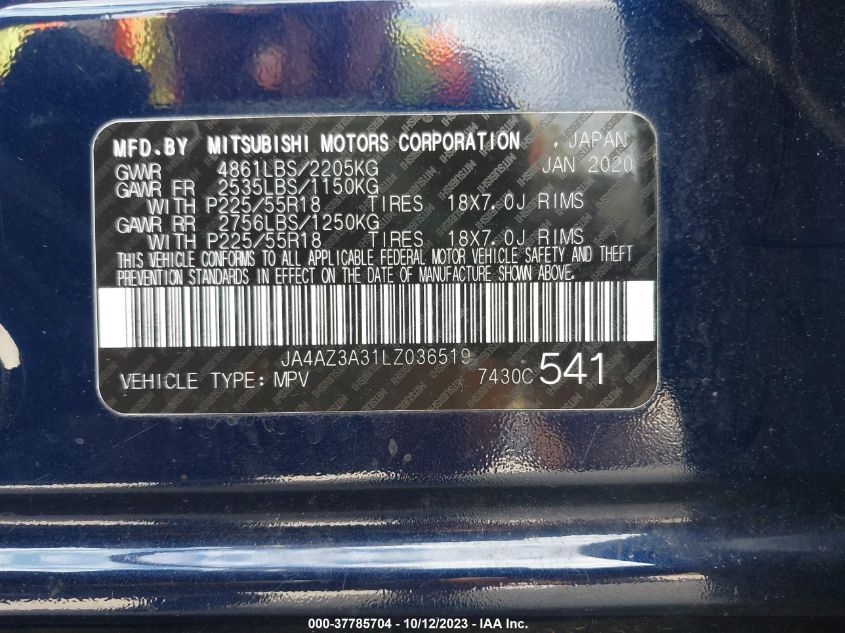 MFD.BY MITSUBISHI MOTORS CORPORATION , JAPAN
GWWR 4861LBS/2205KG JAN 2020
GAWR FR 2535LBS/1150KG
WITH P225/55R18 TIRES 18X7.0J RIMS
GAWR RR 2756LBS/1250KG
WITH P225/55R18 TIRES 18X7.0J RIMS
THIS VEHICLE CONFORMS TO ALL APPLICABLE FEDERAL MOTOR VEHICLE SAFETY AND THEFT
PREVENTION STANDARDS IN EFFECT ON THE DATE OF MANUFACTURE SHOWN ABOVE.
JA4AZ3A31LZ036519
VEHICLE TYPE: MPV 7430C 541
000-37785704 - 10/12/2023 - IAA Inc.